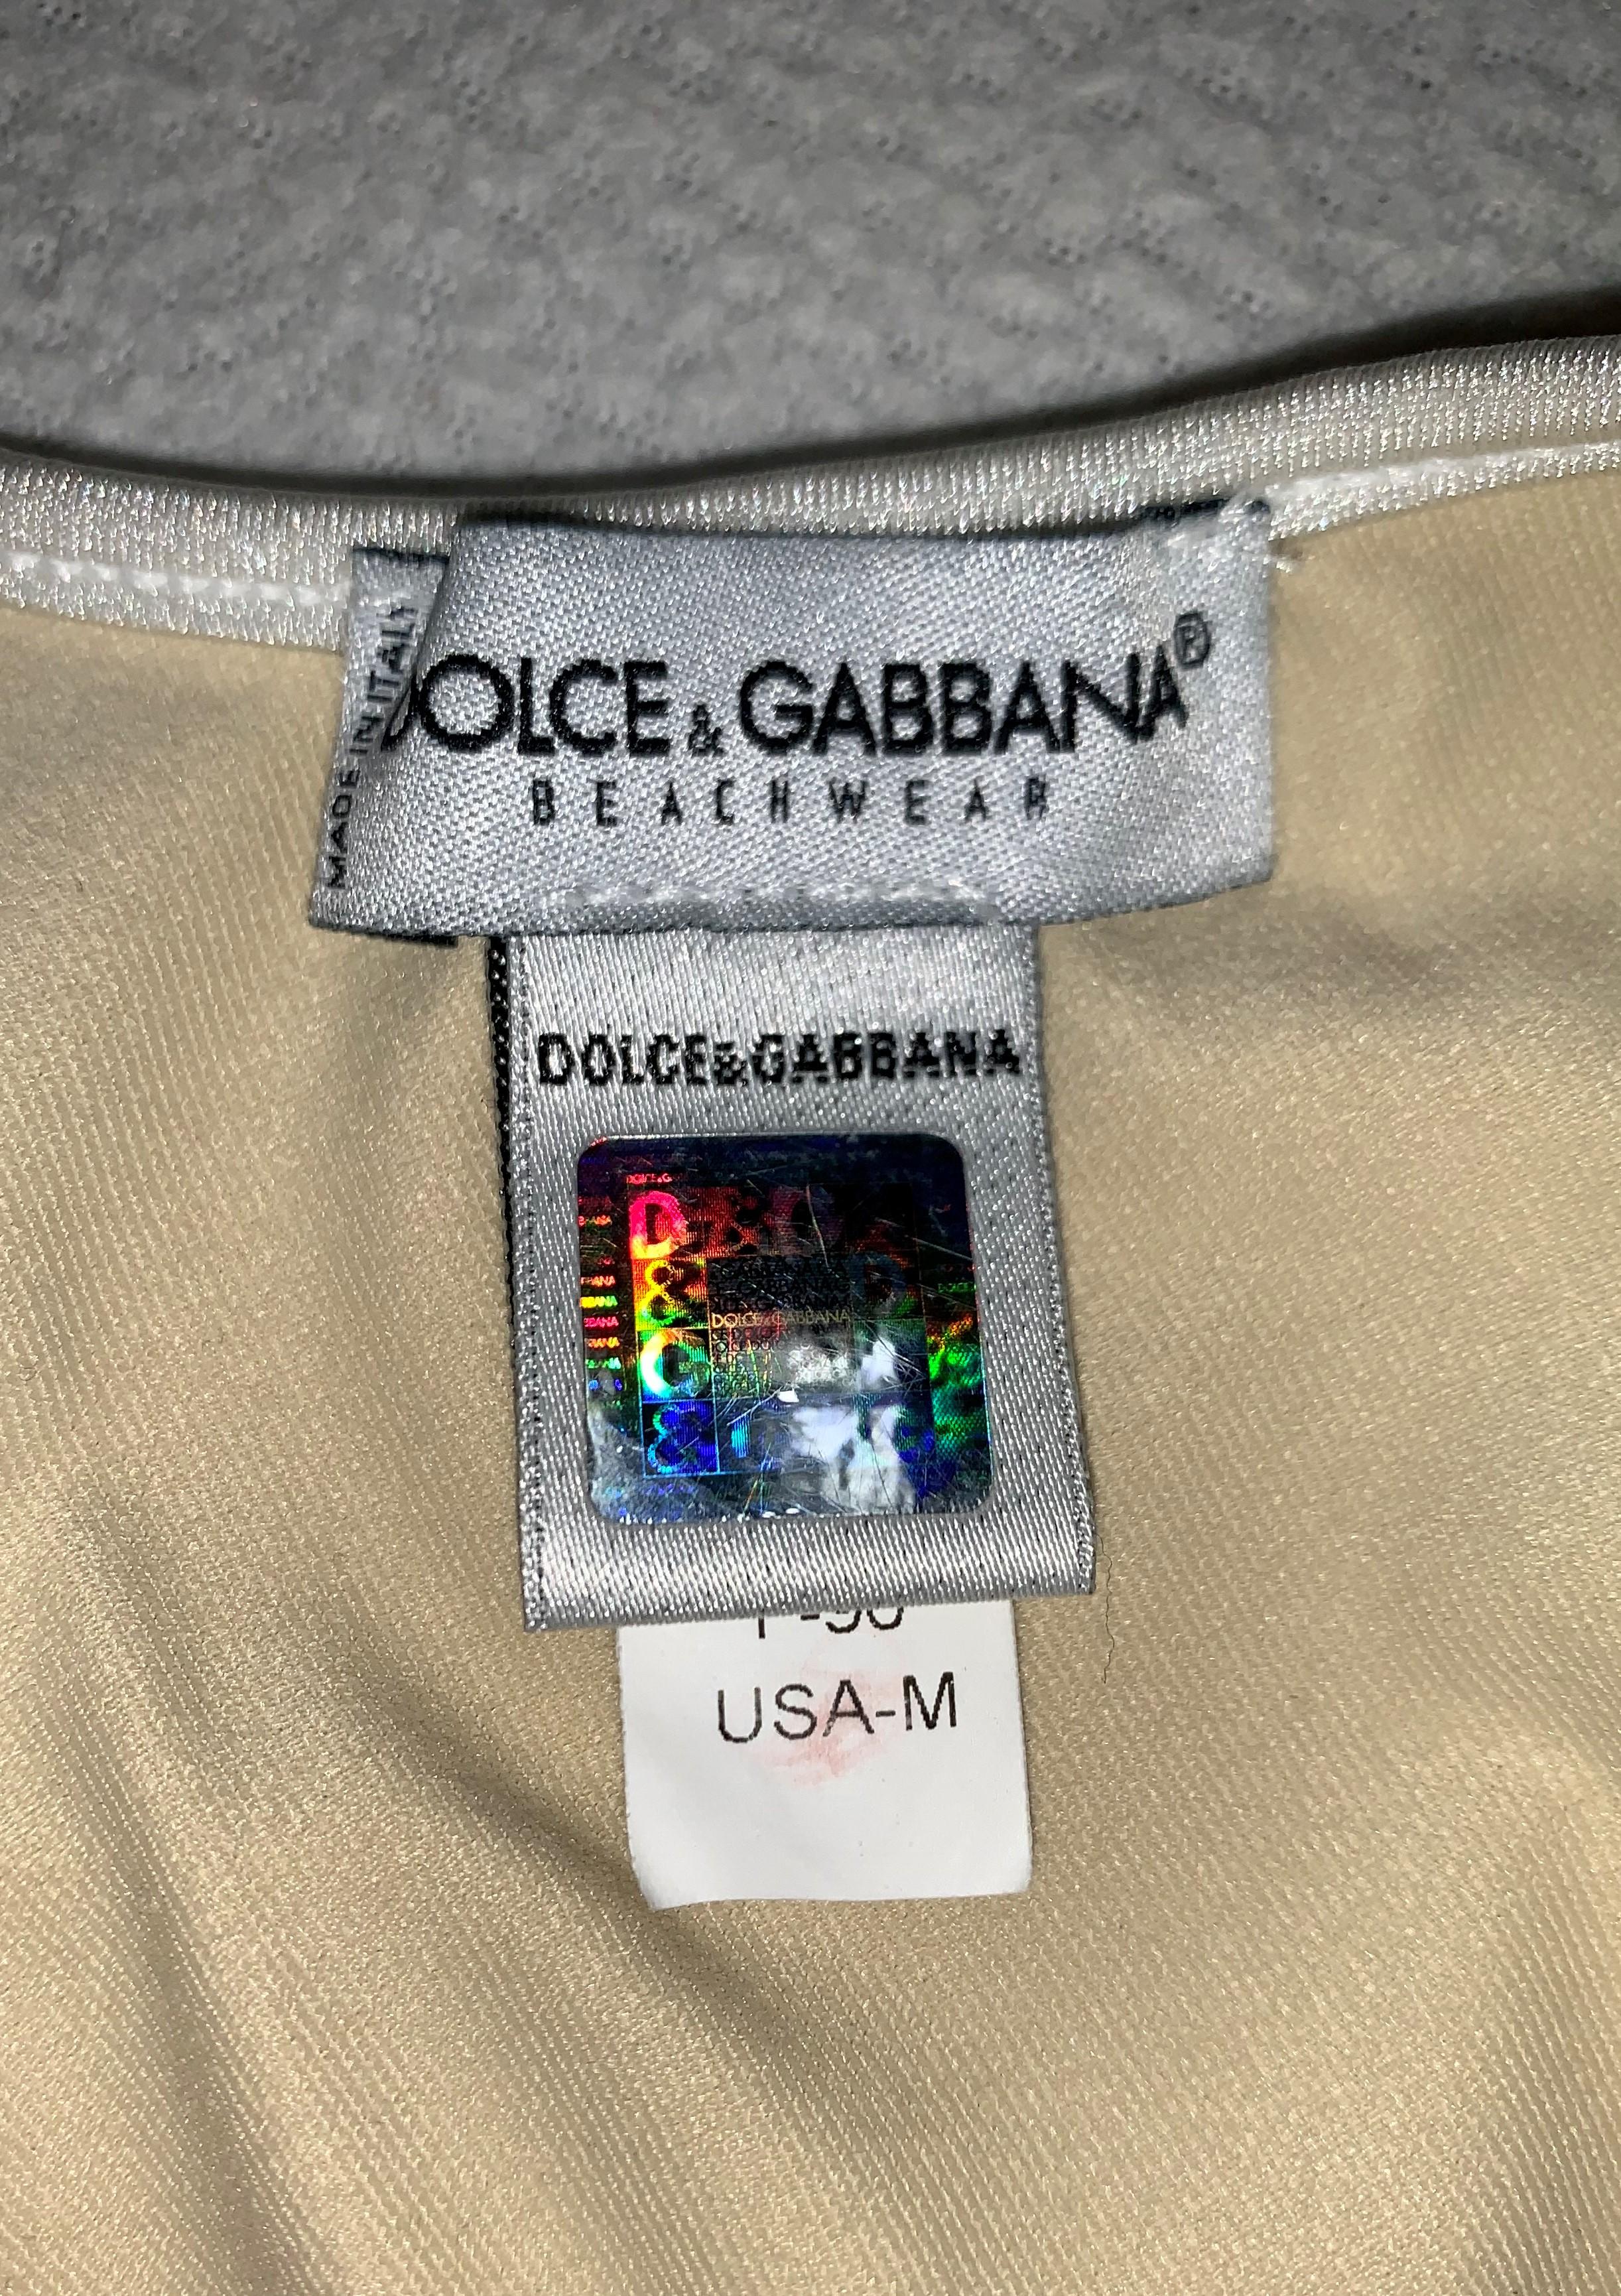 DOLCE & GABBANA®
BEACHWEAR
MADE IN ITALY
DOLCE&GABBANA
DOLCE&GABBANA
USA-M